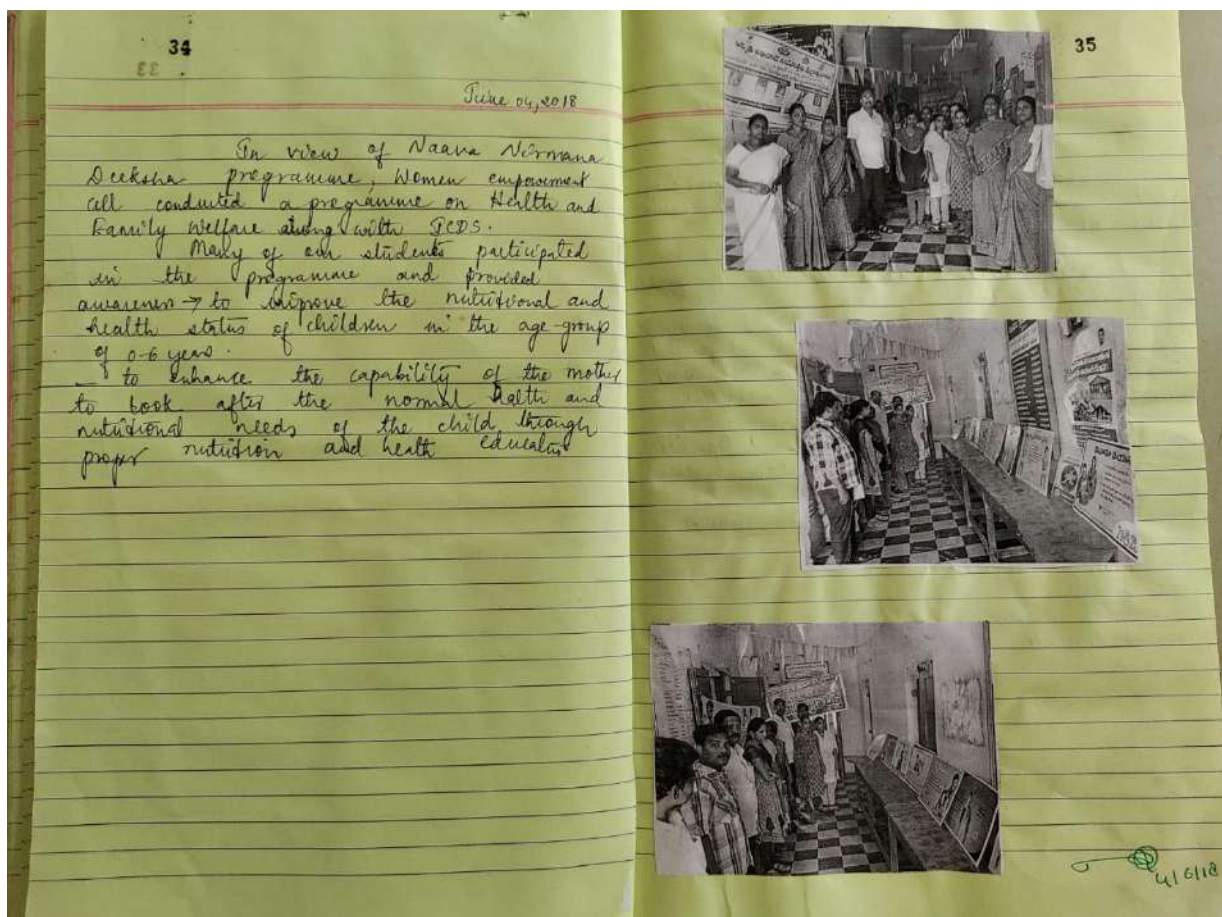 34
33
June 04, 2018
In view of Naava Nirmana
Deeksha programme, Women empowerment
cell conducted a programme on Health and
Family Welfare along with ICDS.
Many of our students participated
in the programme and provided
awareness → to improve the nutritional and
health status of children in the age-group
of 0-6 years.
— to enhance the capability of the mother
to look after the normal health and
nutritional needs of the child through
proper nutrition and health education
35
4/6/18